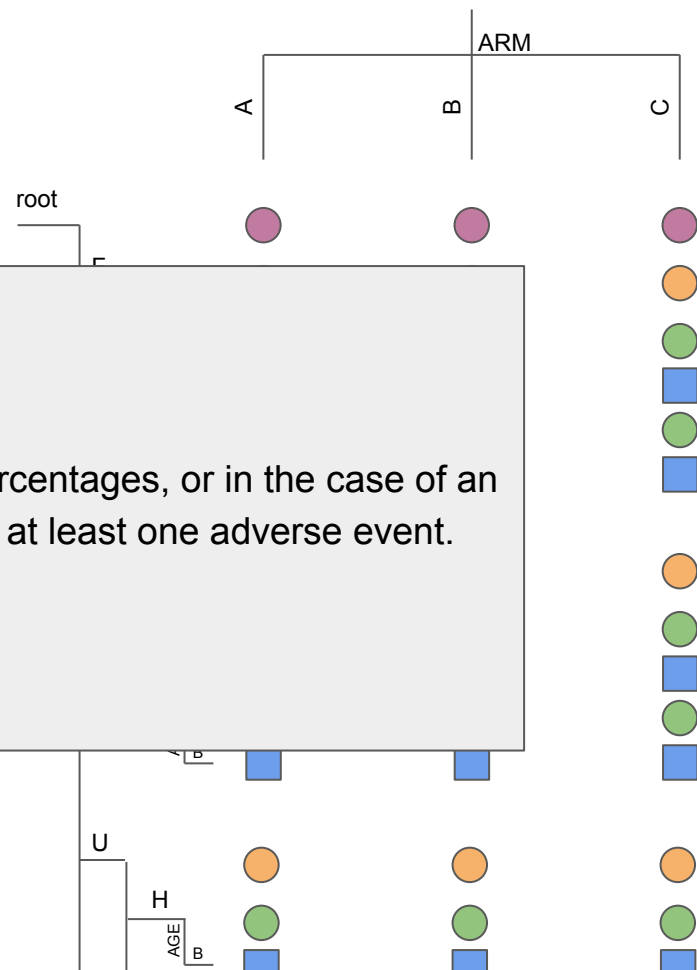 ARM
A
B
C
root
rcentages, or in the case of an
at least one adverse event.
B
U
H
AGE
B